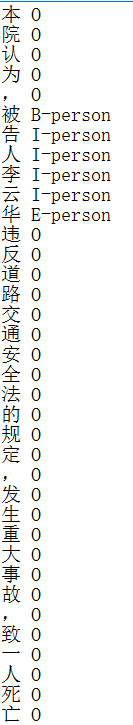 本 O
院 O
认 O
为 O
， O
被 B-person
告 I-person
人 I-person
李 I-person
云 I-person
华 E-person
违 O
反 O
道 O
路 O
交 O
通 O
安 O
全 O
法 O
的 O
规 O
定 O
， O
发 O
生 O
重 O
大 O
事 O
故 O
， O
致 O
一 O
人 O
死 O
亡 O